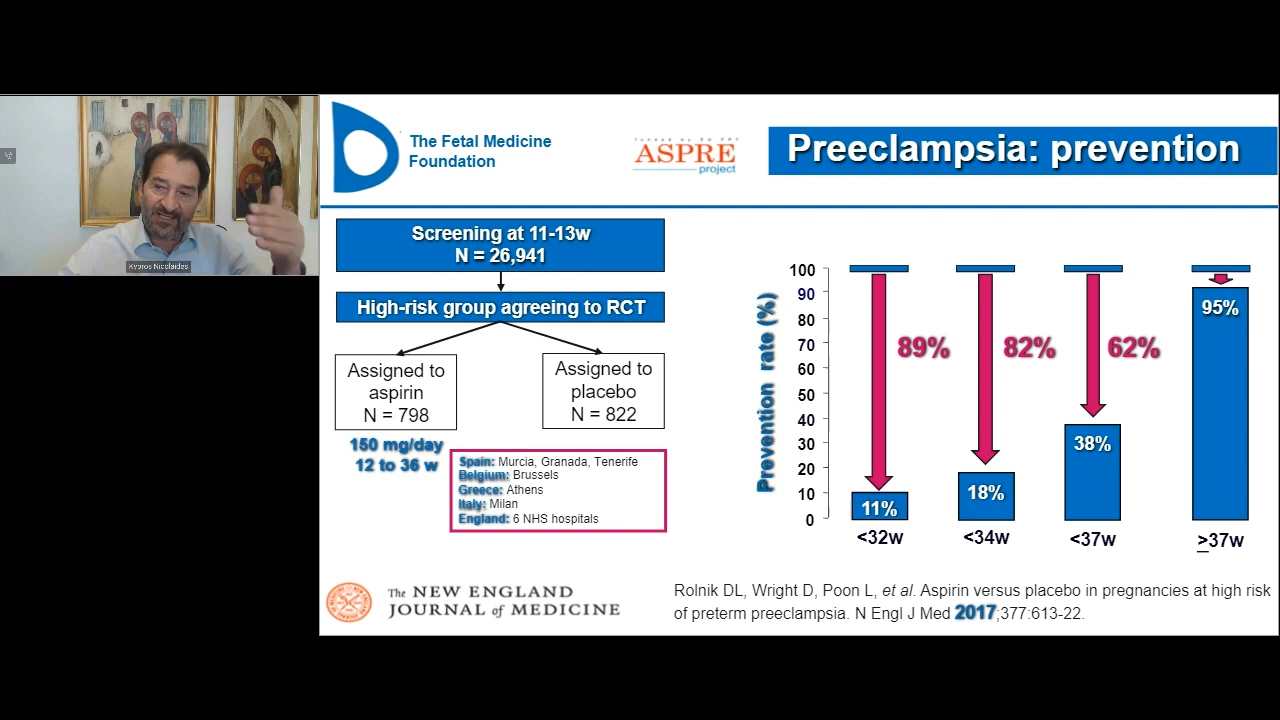 Kypros Nicolaides
The Fetal Medicine
Foundation
ASPRE
project
Preeclampsia: prevention
Screening at 11-13w
N = 26,941
High-risk group agreeing to RCT
Assigned to
aspirin
N = 798
Assigned to
placebo
N = 822
150 mg/day
12 to 36 w
Spain: Murcia, Granada, Tenerife
Belgium: Brussels
Greece: Athens
Italy: Milan
England: 6 NHS hospitals
Prevention rate (%)
100
90
80
70
60
50
40
30
20
10
0
89%
82%
62%
95%
11%
18%
38%
<32w
<34w
<37w
≥37w
The NEW ENGLAND
JOURNAL of MEDICINE
Rolnik DL, Wright D, Poon L, et al. Aspirin versus placebo in pregnancies at high risk
of preterm preeclampsia. N Engl J Med 2017;377:613-22.